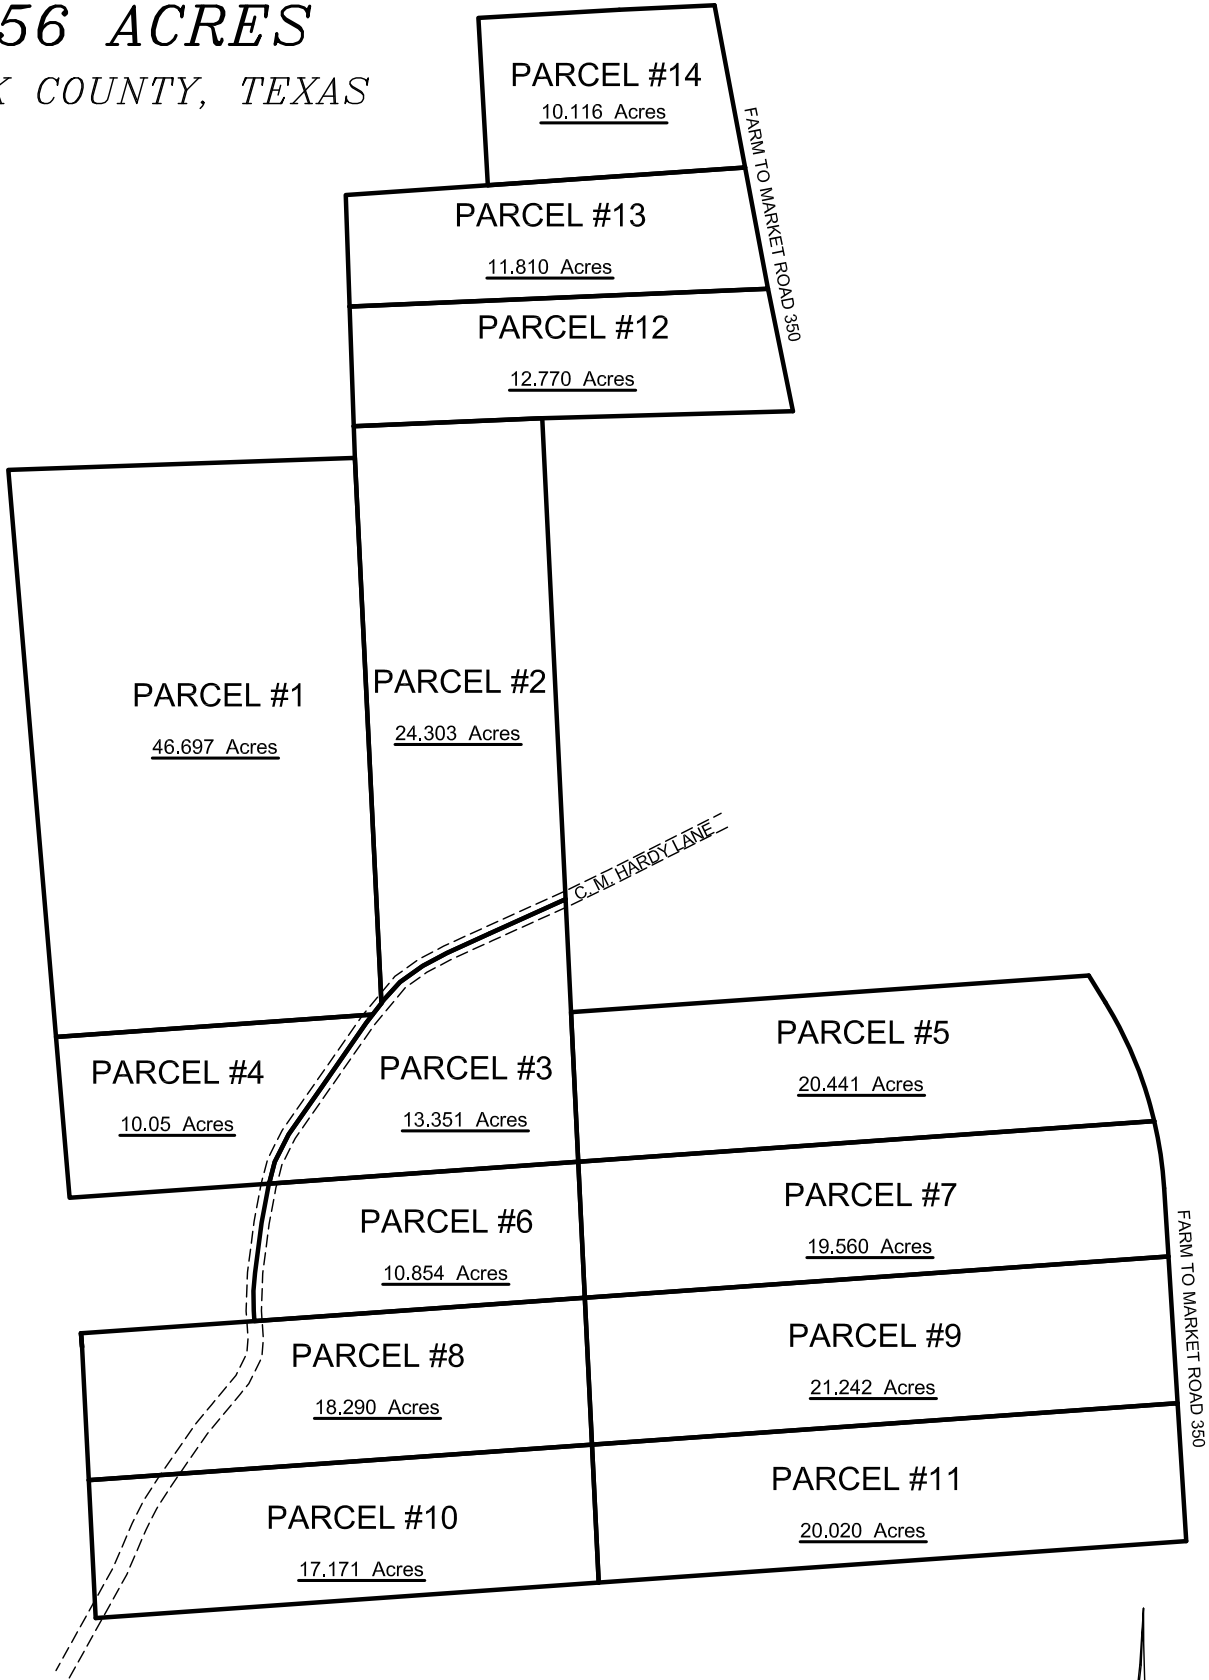 56 ACRES
COUNTY, TEXAS
PARCEL #14
10.116 Acres
FARM TO MARKET ROAD 350
PARCEL #13
11.810 Acres
PARCEL #12
12.770 Acres
PARCEL #1
46.697 Acres
PARCEL #2
24.303 Acres
C. M. HARDY LANE
PARCEL #5
20.441 Acres
PARCEL #4
10.05 Acres
PARCEL #3
13.351 Acres
PARCEL #7
19.560 Acres
PARCEL #6
10.854 Acres
FARM TO MARKET ROAD 350
PARCEL #9
21.242 Acres
PARCEL #8
18.290 Acres
PARCEL #11
20.020 Acres
PARCEL #10
17.171 Acres